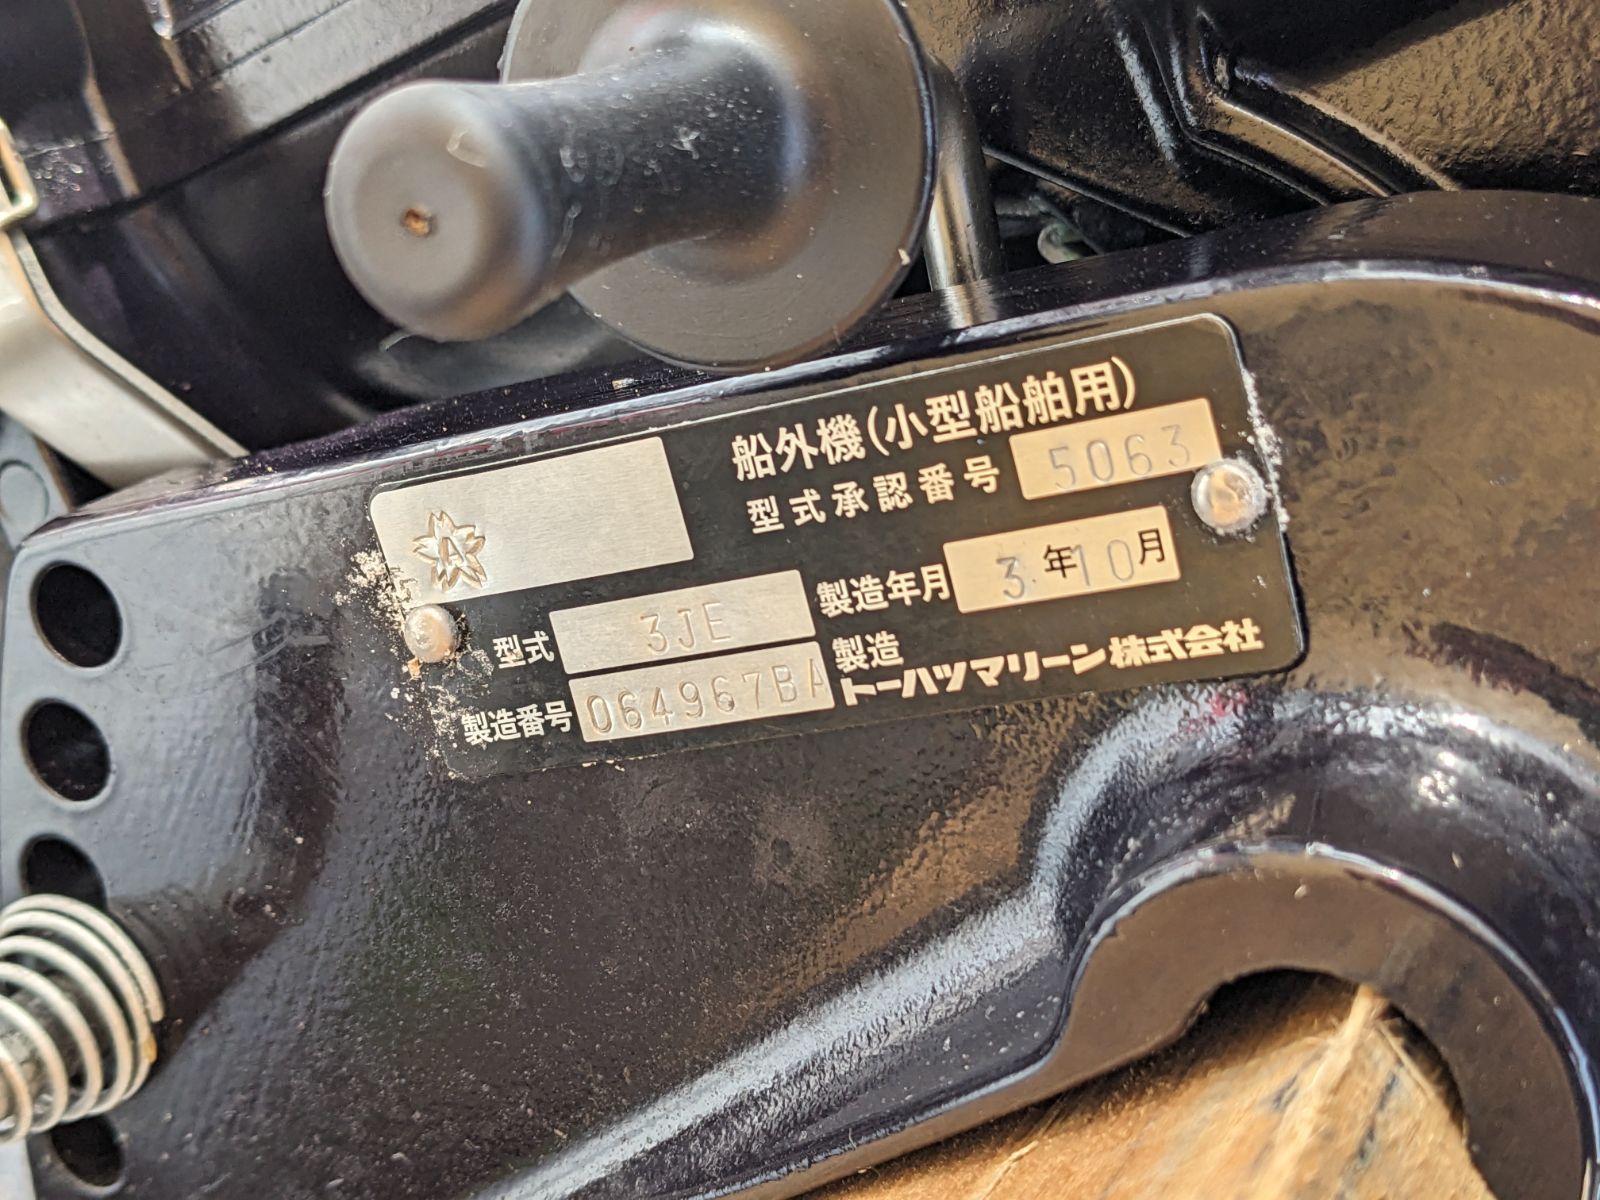 船外機(小型船舶用)
型式承認番号 5063
A
型式 3JE
製造年月 3年10月
製造番号 064967BA
製造
トーハツマリーン株式会社